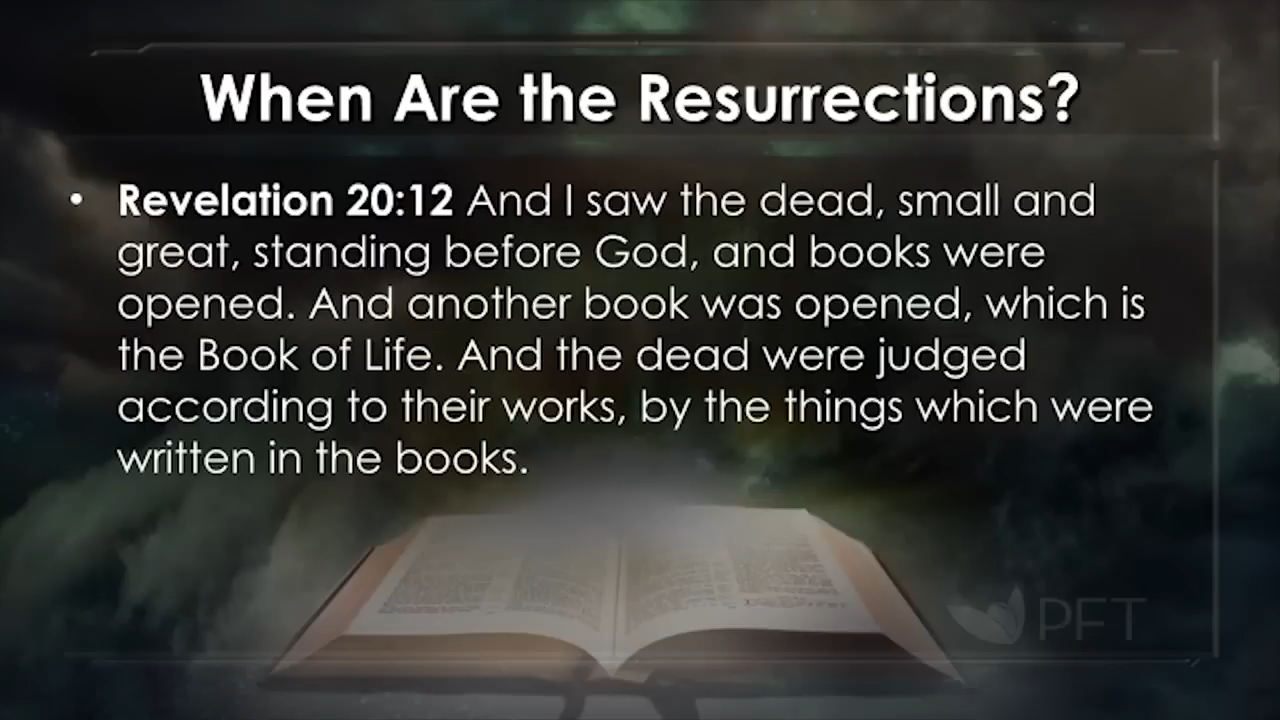 When Are the Resurrections?
• Revelation 20:12 And I saw the dead, small and
great, standing before God, and books were
opened. And another book was opened, which is
the Book of Life. And the dead were judged
according to their works, by the things which were
written in the books.
PFT